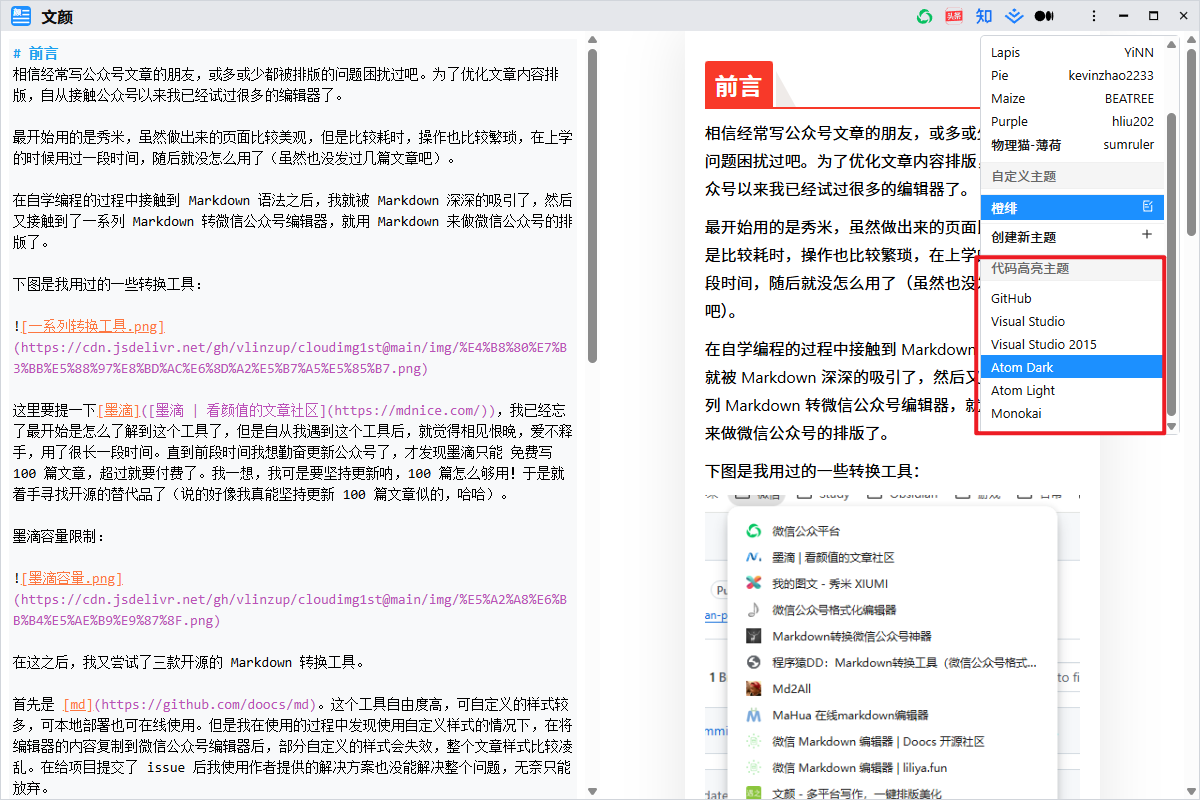 文颜
头条
知
# 前言
相信经常写公众号文章的朋友，或多或少都被排版的问题困扰过吧。为了优化文章内容排
版，自从接触公众号以来我已经试过很多的编辑器了。
最开始用的是秀米，虽然做出来的页面比较美观，但是比较耗时，操作也比较繁琐，在上学
的时候用过一段时间，随后就没怎么用了（虽然也没发过几篇文章吧）。
在自学编程的过程中接触到 Markdown 语法之后，我就被 Markdown 深深的吸引了，然后
又接触到了一系列 Markdown 转微信公众号编辑器，就用 Markdown 来做微信公众号的排
版了。
下图是我用过的一些转换工具：
![一系列转换工具.png]
(https://cdn.jsdelivr.net/gh/vlinzup/cloudimg1st@main/img/%E4%B8%80%E7%B
3%BB%E5%88%97%E8%BD%AC%E6%8D%A2%E5%B7%A5%E5%85%B7.png)
这里要提一下[墨滴]([墨滴 | 看颜值的文章社区](https://mdnice.com/))，我已经忘
了最开始是怎么了解到这个工具了，但是自从我遇到这个工具后，就觉得相见恨晚，爱不释
手，用了很长一段时间。直到前段时间我想勤奋更新公众号了，才发现墨滴只能 免费写
100 篇文章，超过就要付费了。我一想，我可是要坚持更新呐，100 篇怎么够用！于是就
着手寻找开源的替代品了（说的好像我真能坚持更新 100 篇文章似的，哈哈）。
墨滴容量限制：
![墨滴容量.png]
(https://cdn.jsdelivr.net/gh/vlinzup/cloudimg1st@main/img/%E5%A2%A8%E6%B
B%B4%E5%AE%B9%E9%87%8F.png)
在这之后，我又尝试了三款开源的 Markdown 转换工具。
首先是 [md](https://github.com/doocs/md)。这个工具自由度高，可自定义的样式较
多，可本地部署也可在线使用。但是我在使用的过程中发现使用自定义样式的情况下，在将
编辑器的内容复制到微信公众号编辑器后，部分自定义的样式会失效，整个文章样式比较凌
乱。在给项目提交了 issue 后我使用作者提供的解决方案也没能解决整个问题，无奈只能
放弃。
前言
相信经常写公众号文章的朋友，或多或
问题困扰过吧。为了优化文章内容排版
众号以来我已经试过很多的编辑器了。
最开始用的是秀米，虽然做出来的页面
是比较耗时，操作也比较繁琐，在上学
段时间，随后就没怎么用了（虽然也没
吧）。
在自学编程的过程中接触到 Markdown
就被 Markdown 深深的吸引了，然后又
列 Markdown 转微信公众号编辑器，就
来做微信公众号的排版了。
下图是我用过的一些转换工具：
微信 Study Obsidian 游戏 日常
微信公众平台
墨滴 | 看颜值的文章社区
我的图文 - 秀米 XIUMI
微信公众号格式化编辑器
Markdown转换微信公众号神器
程序猿DD：Markdown转换工具（微信公众号格式...
Md2All
MaHua 在线markdown编辑器
微信 Markdown 编辑器 | Doocs 开源社区
微信 Markdown 编辑器 | liliya.fun
文颜 - 多平台写作，一键排版美化
Pu
an-p
1 B
to fi
mmi
date
Lapis YiNN
Pie kevinzhao2233
Maize BEATREE
Purple hliu202
物理猫-薄荷 sumruler
自定义主题
橙绯
创建新主题 +
代码高亮主题
GitHub
Visual Studio
Visual Studio 2015
Atom Dark
Atom Light
Monokai